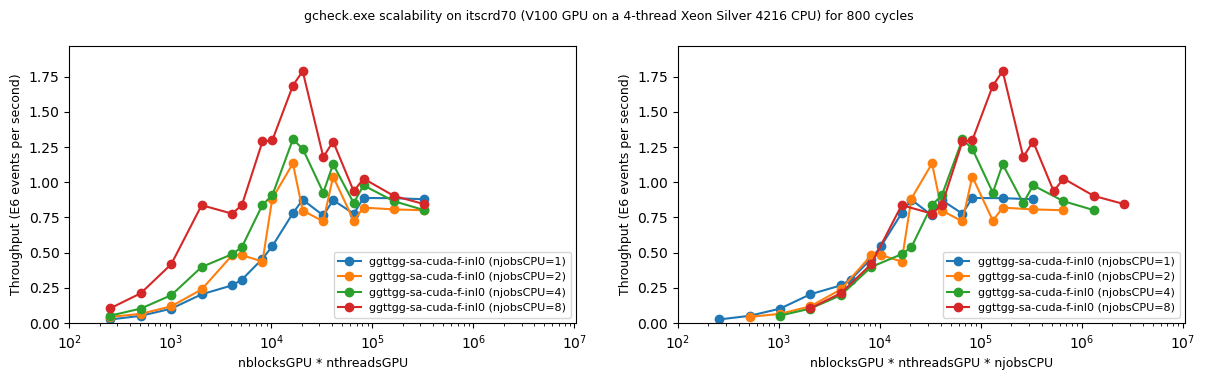 gcheck.exe scalability on itscrd70 (V100 GPU on a 4-thread Xeon Silver 4216 CPU) for 800 cycles
Throughput (E6 events per second)
1.75
1.50
1.25
1.00
0.75
0.50
0.25
0.00
10^2
10^3
10^4
10^5
10^6
10^7
nblocksGPU * nthreadsGPU
ggttgg-sa-cuda-f-inl0 (njobsCPU=1)
ggttgg-sa-cuda-f-inl0 (njobsCPU=2)
ggttgg-sa-cuda-f-inl0 (njobsCPU=4)
ggttgg-sa-cuda-f-inl0 (njobsCPU=8)
Throughput (E6 events per second)
1.75
1.50
1.25
1.00
0.75
0.50
0.25
0.00
10^2
10^3
10^4
10^5
10^6
10^7
nblocksGPU * nthreadsGPU * njobsCPU
ggttgg-sa-cuda-f-inl0 (njobsCPU=1)
ggttgg-sa-cuda-f-inl0 (njobsCPU=2)
ggttgg-sa-cuda-f-inl0 (njobsCPU=4)
ggttgg-sa-cuda-f-inl0 (njobsCPU=8)